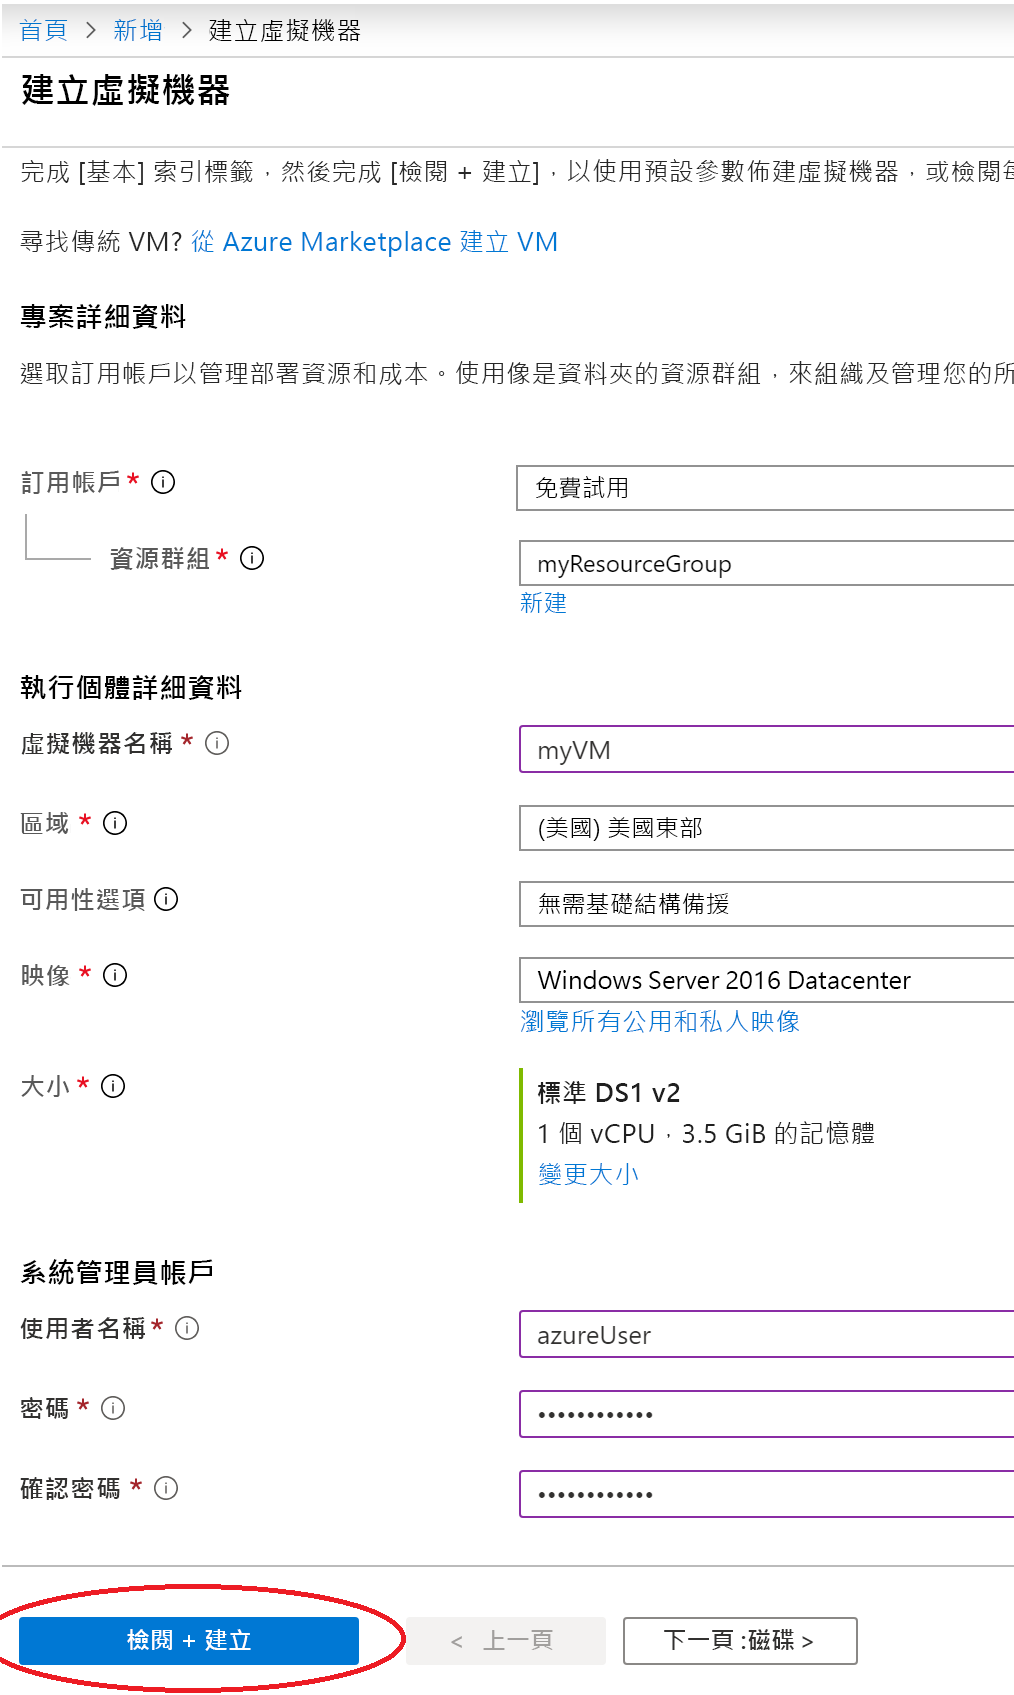 首頁 > 新增 > 建立虛擬機器
建立虛擬機器
完成 [基本] 索引標籤，然後完成 [檢閱 + 建立]，以使用預設參數佈建虛擬機器，或檢閱每
尋找傳統 VM? 從 Azure Marketplace 建立 VM
專案詳細資料
選取訂用帳戶以管理部署資源和成本。使用像是資料夾的資源群組，來組織及管理您的所
訂用帳戶 *
免費試用
資源群組 *
myResourceGroup
新建
執行個體詳細資料
虛擬機器名稱 *
myVM
區域 *
(美國) 美國東部
可用性選項
無需基礎結構備援
映像 *
Windows Server 2016 Datacenter
瀏覽所有公用和私人映像
大小 *
標準 DS1 v2
1 個 vCPU，3.5 GiB 的記憶體
變更大小
系統管理員帳戶
使用者名稱 *
azureUser
密碼 *
••••••••••••
確認密碼 *
••••••••••••
檢閱 + 建立
< 上一頁
下一頁 :磁碟 >